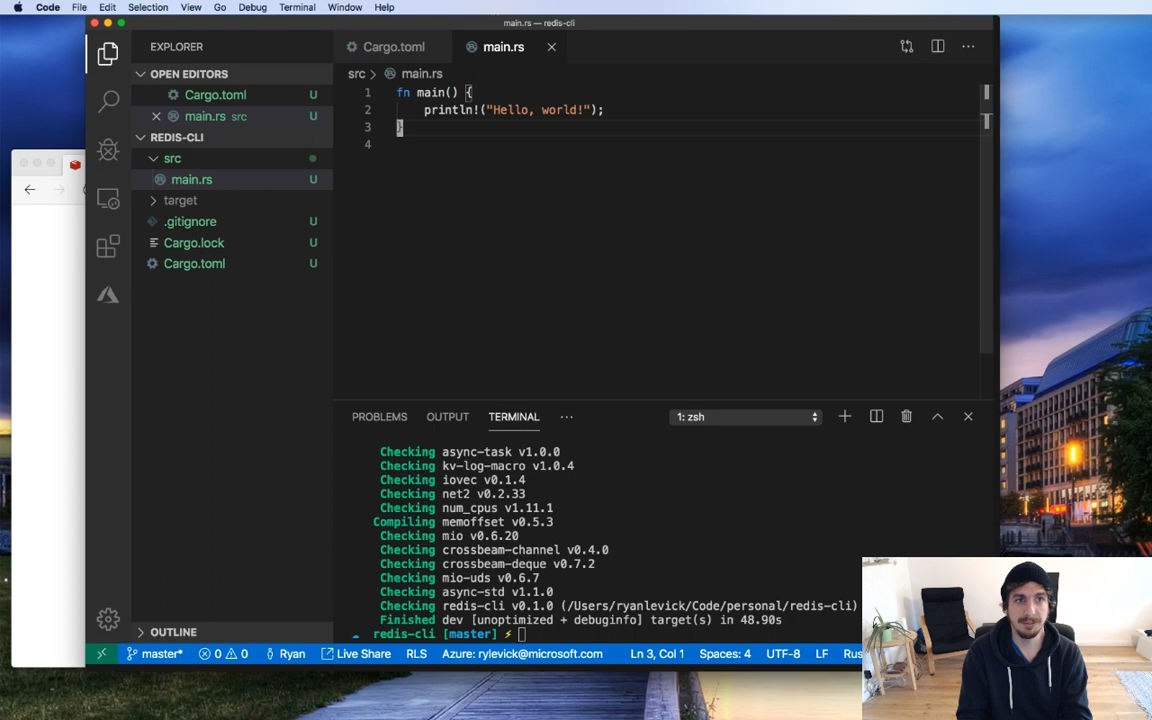 Code File Edit Selection View Go Debug Terminal Window Help
main.rs — redis-cli
EXPLORER
Cargo.toml
main.rs
OPEN EDITORS
Cargo.toml U
main.rs src U
REDIS-CLI
src
main.rs U
target
.gitignore U
Cargo.lock U
Cargo.toml U
OUTLINE
src main.rs
1 fn main() {
2 println!("Hello, world!");
3 }
4
PROBLEMS OUTPUT TERMINAL 1: zsh
Checking async-task v1.0.0
Checking kv-log-macro v1.0.4
Checking iovec v0.1.4
Checking net2 v0.2.33
Checking num_cpus v1.11.1
Compiling memoffset v0.5.3
Checking mio v0.6.20
Checking crossbeam-channel v0.4.0
Checking crossbeam-deque v0.7.2
Checking mio-uds v0.6.7
Checking async-std v1.1.0
Checking redis-cli v0.1.0 (/Users/ryanlevick/Code/personal/redis-cli)
Finished dev [unoptimized + debuginfo] target(s) in 48.90s
redis-cli [master] ⚡
master* 0 0 Ryan Live Share RLS Azure: rylevick@microsoft.com Ln 3, Col 1 Spaces: 4 UTF-8 LF Rus